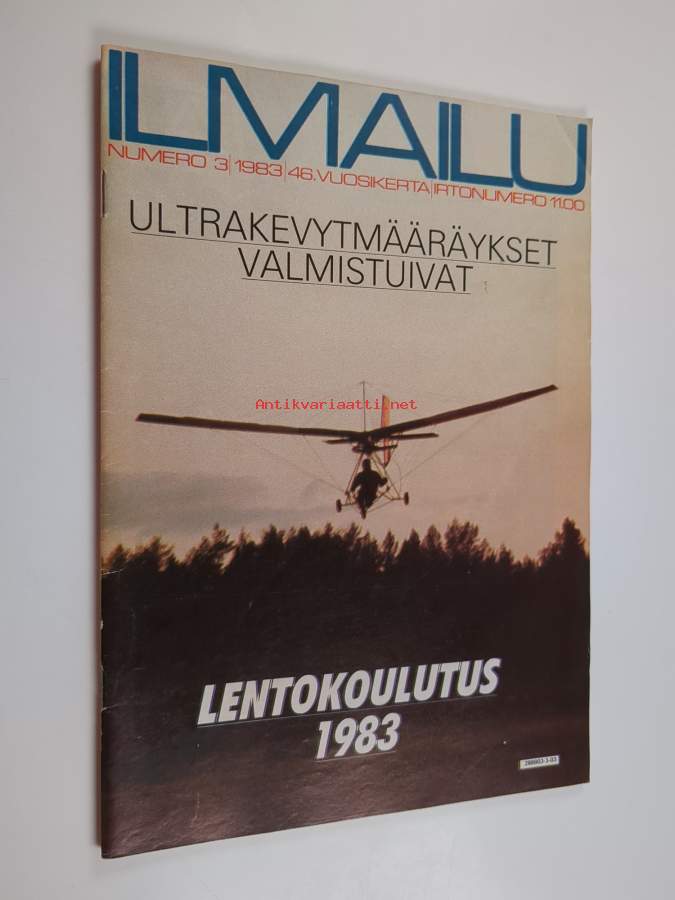 ILMAILU
NUMERO 3 | 1983 | 46.VUOSIKERTA | IRTONUMERO 11.00
ULTRAKEVYTMÄÄRÄYKSET
VALMISTUIVAT
Antikvariaatti.net
LENTOKOULUTUS
1983